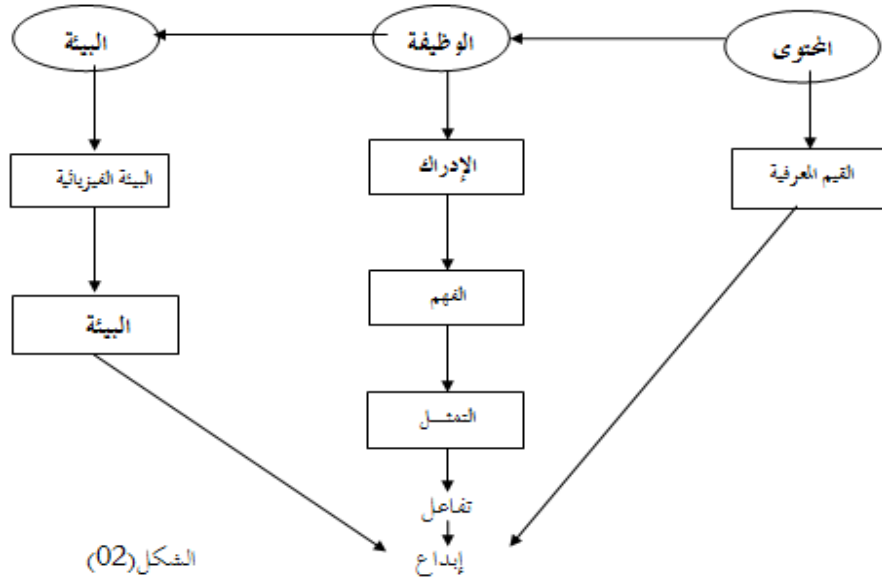 المحتوى
الوظيفة
البيئة
القيم المعرفية
الإدراك
البيئة الفيزيائية
الفهم
البيئة
التمثـــل
تفاعل
إبداع
الشكل(02)